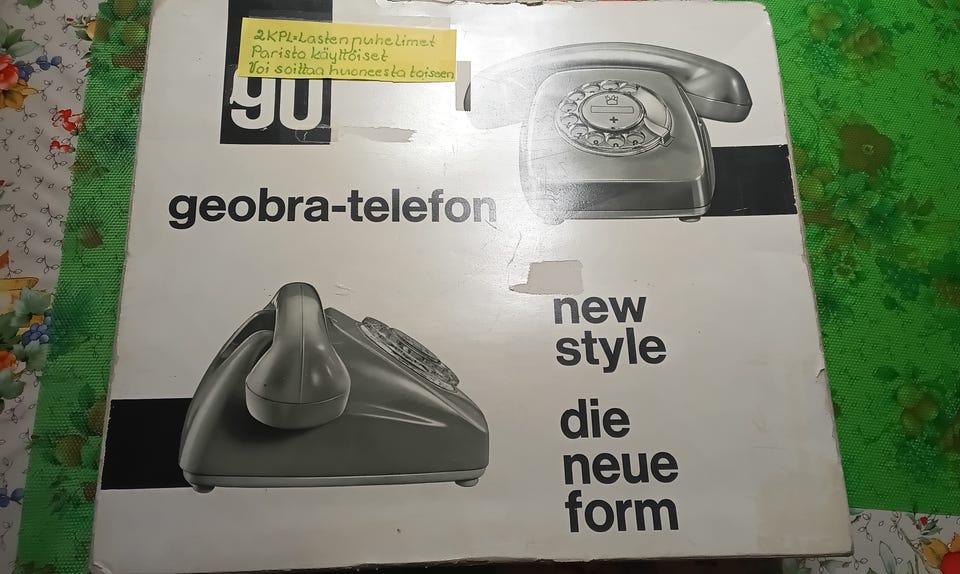 2KPL=Lastenpuhelimet
Paristo käyttöiset
Voi soittaa huoneesta toiseen
90
geobra-telefon
new
style
die
neue
form